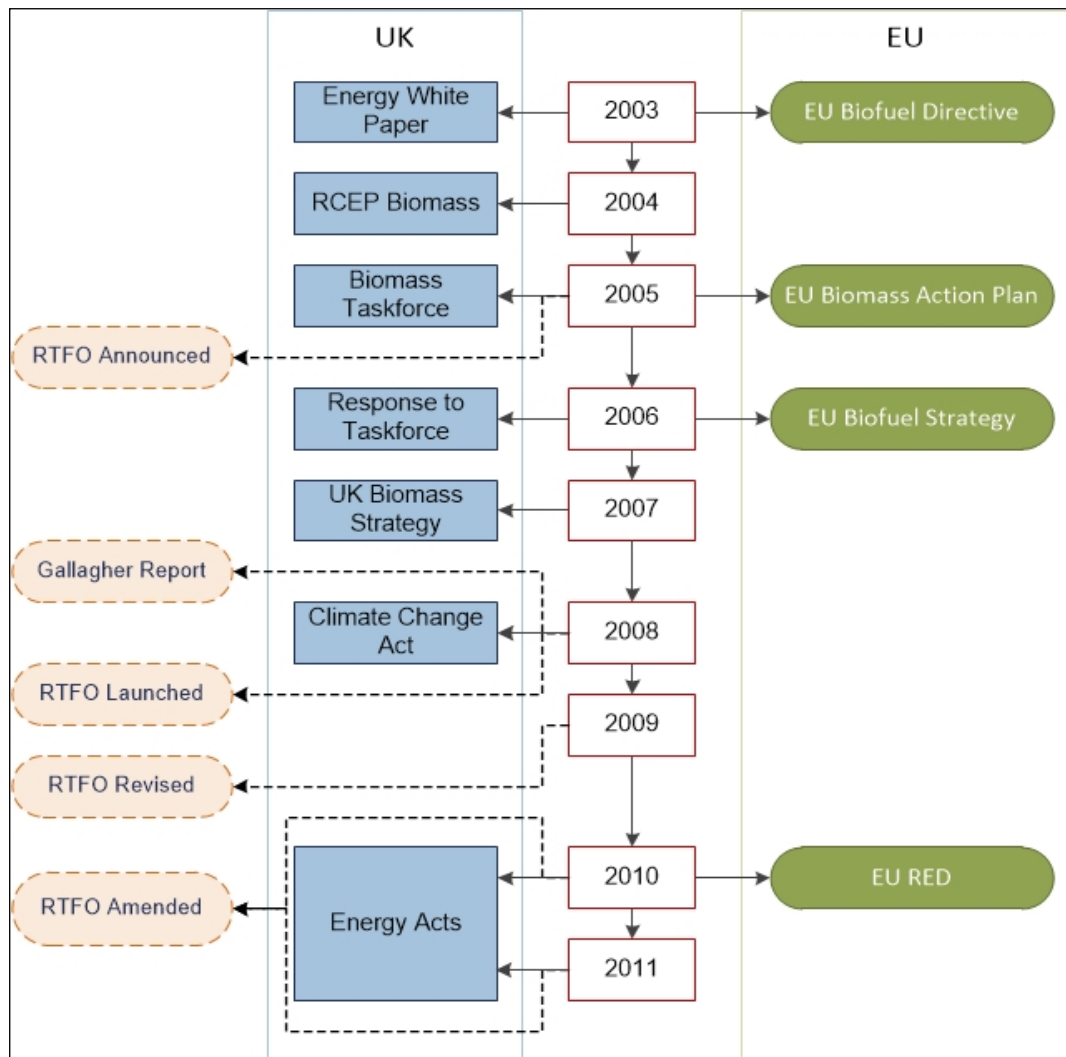 UK
EU
Energy White
Paper
2003
EU Biofuel Directive
RCEP Biomass
2004
Biomass
Taskforce
2005
EU Biomass Action Plan
RTFO Announced
Response to
Taskforce
2006
EU Biofuel Strategy
UK Biomass
Strategy
2007
Gallagher Report
Climate Change
Act
2008
RTFO Launched
2009
RTFO Revised
2010
EU RED
RTFO Amended
Energy Acts
2011